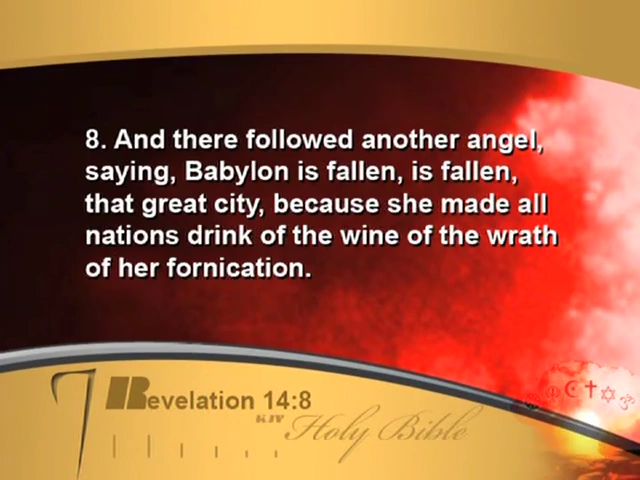 8. And there followed another angel,
saying, Babylon is fallen, is fallen,
that great city, because she made all
nations drink of the wine of the wrath
of her fornication.
Revelation 14:8
KJV Holy Bible